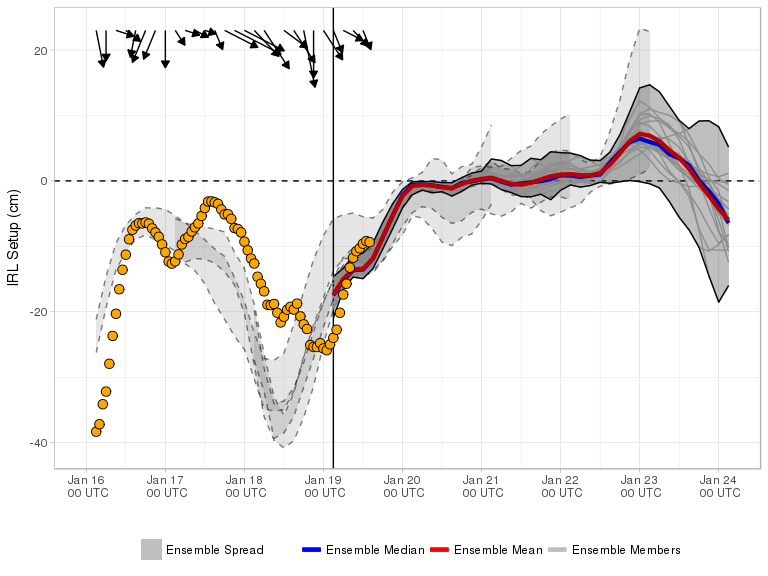 IRL Setup (cm)
20
0
-20
-40
Jan 16 00 UTC
Jan 17 00 UTC
Jan 18 00 UTC
Jan 19 00 UTC
Jan 20 00 UTC
Jan 21 00 UTC
Jan 22 00 UTC
Jan 23 00 UTC
Jan 24 00 UTC
Ensemble Spread
Ensemble Median
Ensemble Mean
Ensemble Members